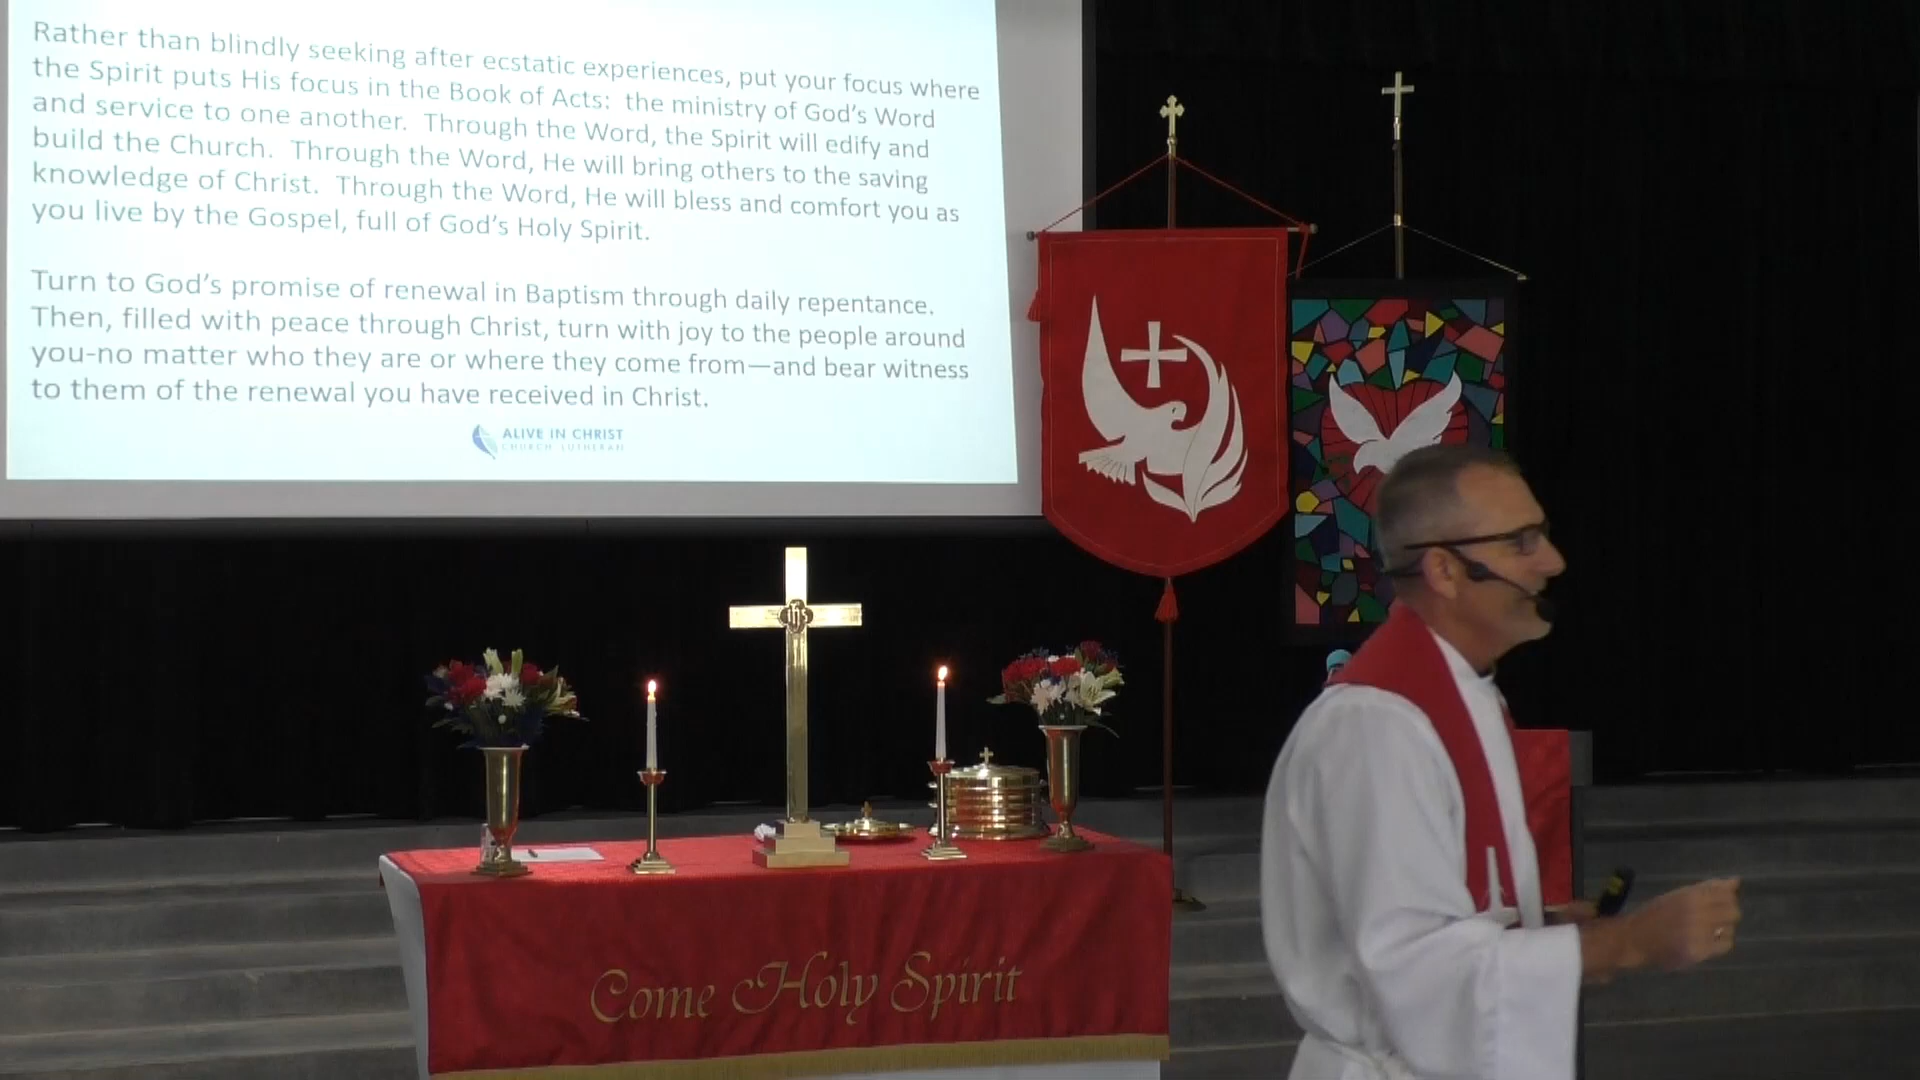 Rather than blindly seeking after ecstatic experiences, put your focus where
the Spirit puts His focus in the Book of Acts:  the ministry of God's Word
and service to one another.  Through the Word, the Spirit will edify and
build the Church.  Through the Word, He will bring others to the saving
knowledge of Christ.  Through the Word, He will bless and comfort you as
you live by the Gospel, full of God's Holy Spirit.
Turn to God's promise of renewal in Baptism through daily repentance.
Then, filled with peace through Christ, turn with joy to the people around
you-no matter who they are or where they come from—and bear witness
to them of the renewal you have received in Christ.
ALIVE IN CHRIST
CHURCH LUTHERAN
ihs
Come Holy Spirit